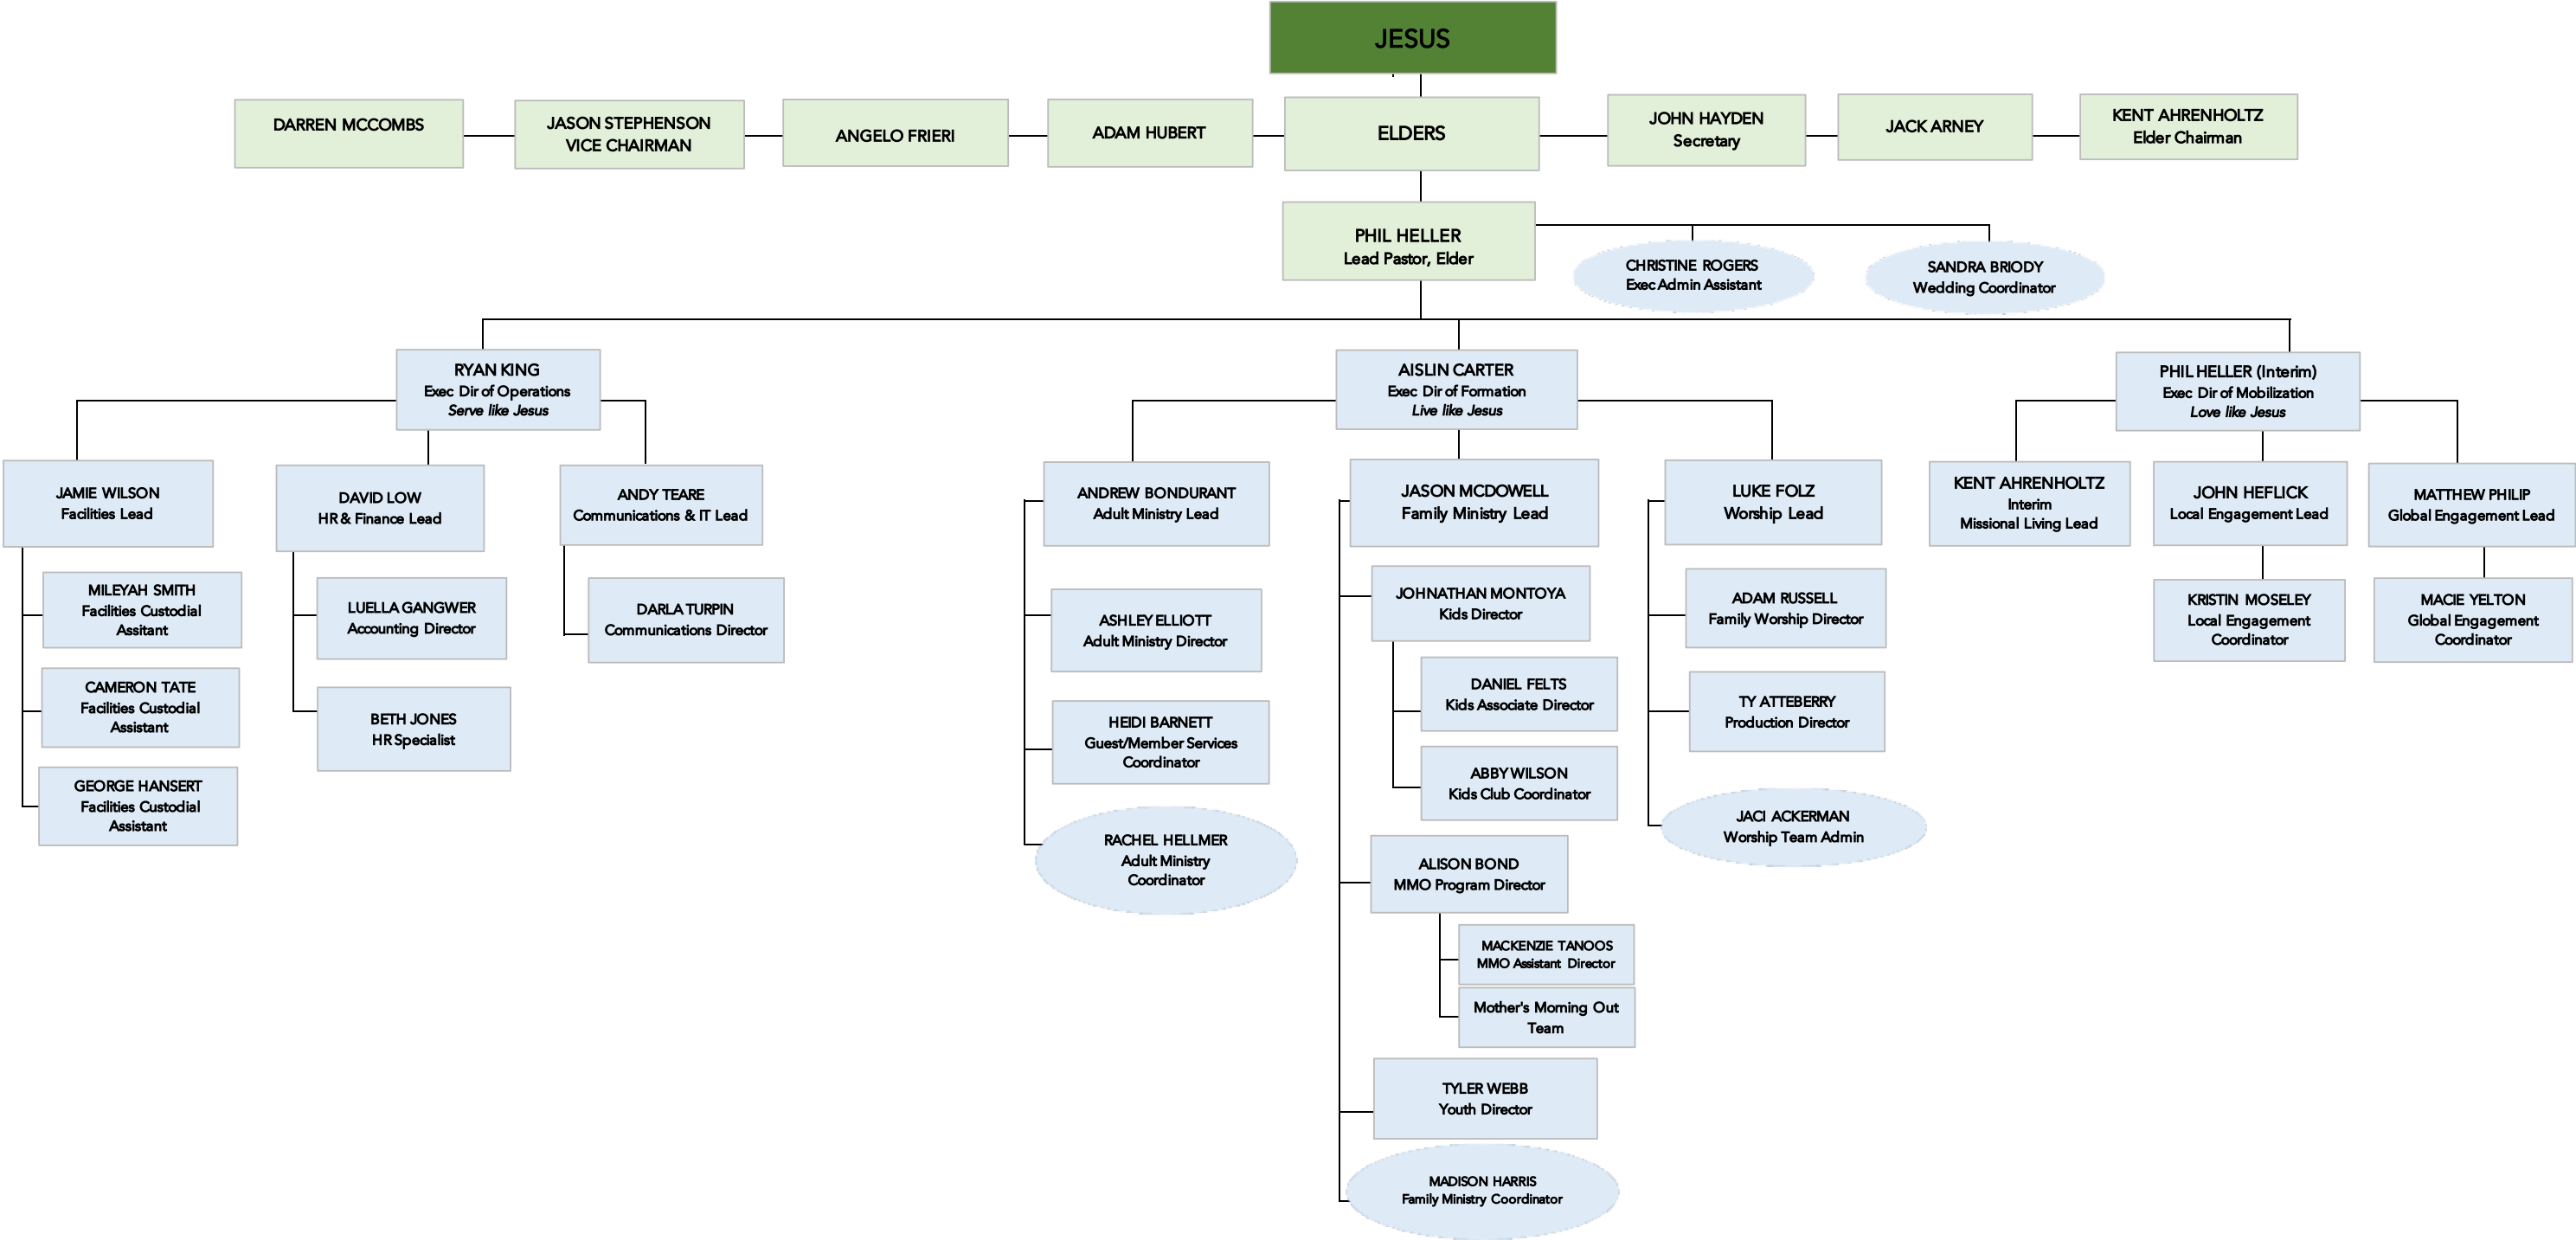 JESUS
DARREN MCCOMBS
JASON STEPHENSON
VICE CHAIRMAN
ANGELO FRIERI
ADAM HUBERT
ELDERS
JOHN HAYDEN
Secretary
JACK ARNEY
KENT AHRENHOLTZ
Elder Chairman
PHIL HELLER
Lead Pastor, Elder
CHRISTINE ROGERS
Exec Admin Assistant
SANDRA BRIODY
Wedding Coordinator
RYAN KING
Exec Dir of Operations
Serve like Jesus
AISLIN CARTER
Exec Dir of Formation
Live like Jesus
PHIL HELLER (Interim)
Exec Dir of Mobilization
Love like Jesus
JAMIE WILSON
Facilities Lead
DAVID LOW
HR & Finance Lead
ANDY TEARE
Communications & IT Lead
ANDREW BONDURANT
Adult Ministry Lead
JASON MCDOWELL
Family Ministry Lead
LUKE FOLZ
Worship Lead
KENT AHRENHOLTZ
Interim
Missional Living Lead
JOHN HEFLICK
Local Engagement Lead
MATTHEW PHILIP
Global Engagement Lead
MILEYAH SMITH
Facilities Custodial
Assitant
LUELLA GANGWER
Accounting Director
DARLA TURPIN
Communications Director
ASHLEY ELLIOTT
Adult Ministry Director
JOHNATHAN MONTOYA
Kids Director
ADAM RUSSELL
Family Worship Director
KRISTIN MOSELEY
Local Engagement
Coordinator
MACIE YELTON
Global Engagement
Coordinator
CAMERON TATE
Facilities Custodial
Assistant
BETH JONES
HR Specialist
HEIDI BARNETT
Guest/Member Services
Coordinator
DANIEL FELTS
Kids Associate Director
TY ATTEBERRY
Production Director
GEORGE HANSERT
Facilities Custodial
Assistant
ABBY WILSON
Kids Club Coordinator
JACI ACKERMAN
Worship Team Admin
RACHEL HELLMER
Adult Ministry
Coordinator
ALISON BOND
MMO Program Director
MACKENZIE TANOOS
MMO Assistant Director
Mother's Morning Out
Team
TYLER WEBB
Youth Director
MADISON HARRIS
Family Ministry Coordinator